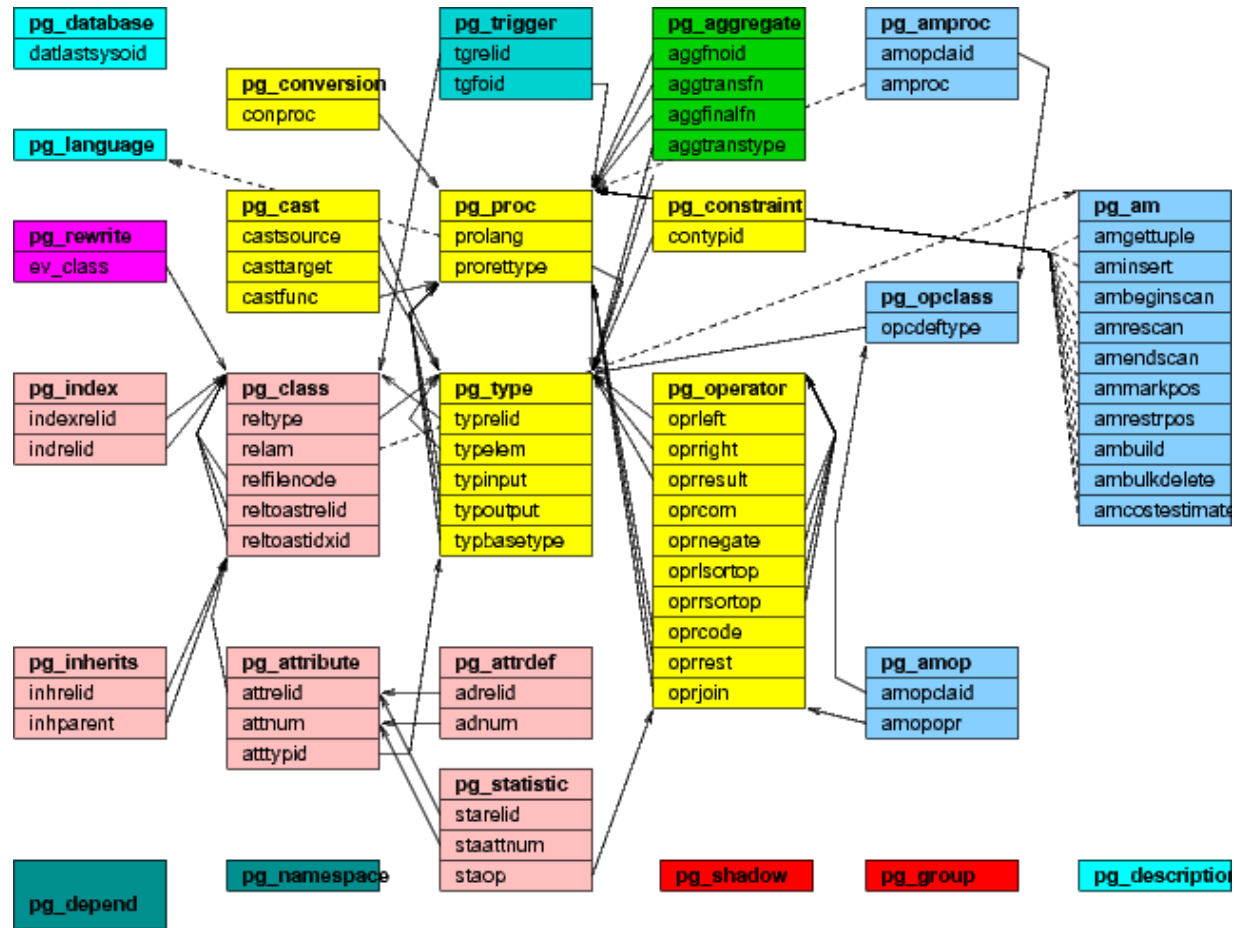 pg_database
datlastsysoid
pg_trigger
tgrelid
tgfoid
pg_aggregate
aggfnoid
aggtransfn
aggfinalfn
aggtranstype
pg_amproc
amopclaid
amproc
pg_conversion
conproc
pg_language
pg_cast
castsource
casttarget
castfunc
pg_proc
prolang
prorettype
pg_constraint
contypid
pg_am
amgettuple
aminsert
ambeginscan
amrescan
amendscan
ammarkpos
amrestrpos
ambuild
ambulkdelete
amcostestimate
pg_rewrite
ev_class
pg_opclass
opcdeftype
pg_index
indexrelid
indrelid
pg_class
reltype
relam
relfilenode
reltoastrelid
reltoastidxid
pg_type
typrelid
typelem
typinput
typoutput
typbasetype
pg_operator
oprleft
oprright
oprresult
oprcom
oprnegate
oprlsortop
oprrsortop
oprcode
oprrest
oprjoin
pg_inherits
inhrelid
inhparent
pg_attribute
attrelid
attnum
atttypid
pg_attrdef
adrelid
adnum
pg_amop
amopclaid
amopopr
pg_statistic
starelid
staattnum
staop
pg_depend
pg_namespace
pg_shadow
pg_group
pg_description